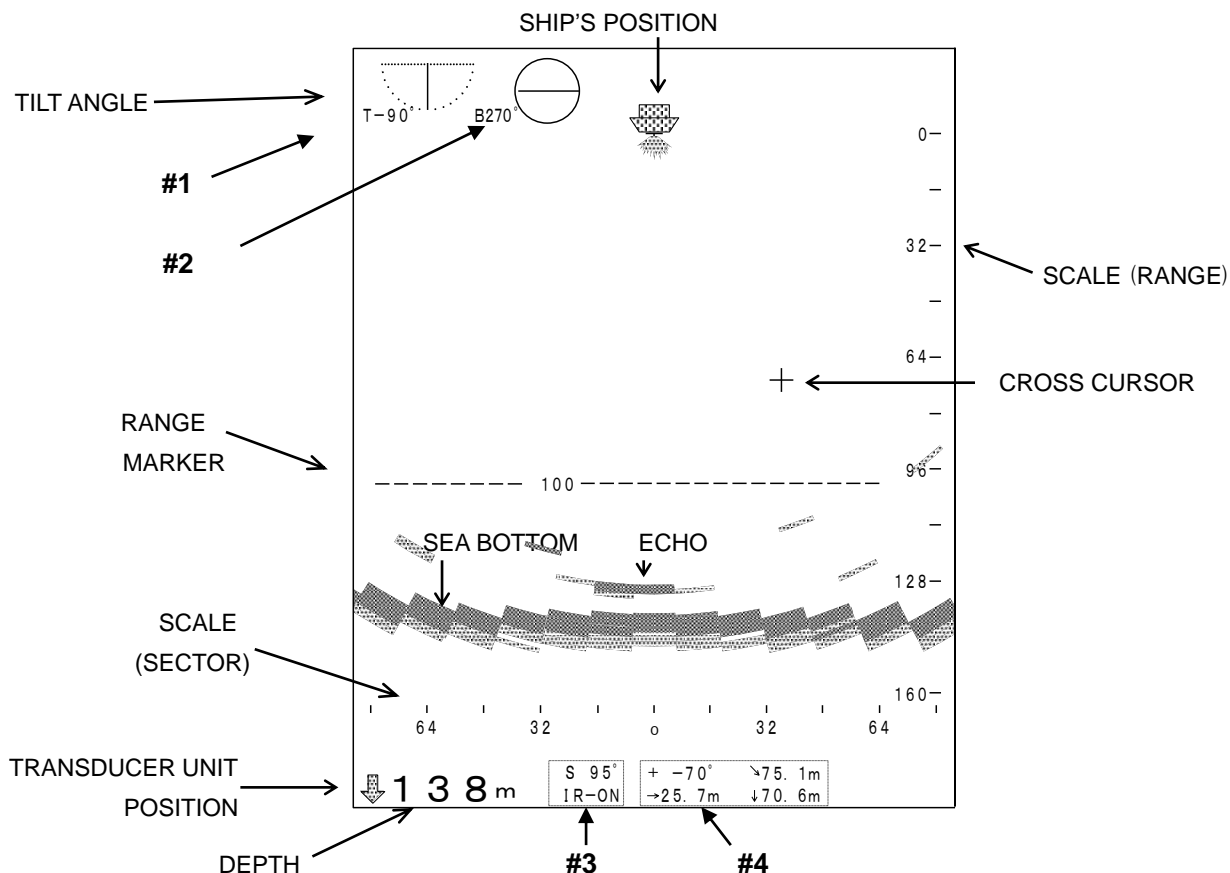 SHIP'S POSITION
TILT ANGLE
T-90°
B270°
#1
#2
0
32
SCALE (RANGE)
64
CROSS CURSOR
RANGE
MARKER
96
100
SEA BOTTOM
ECHO
128
SCALE
(SECTOR)
160
64
32
0
32
64
TRANSDUCER UNIT
POSITION
138m
S 95°
IR-ON
+ -70° ↘75.1m
→25.7m ↓70.6m
DEPTH
#3
#4